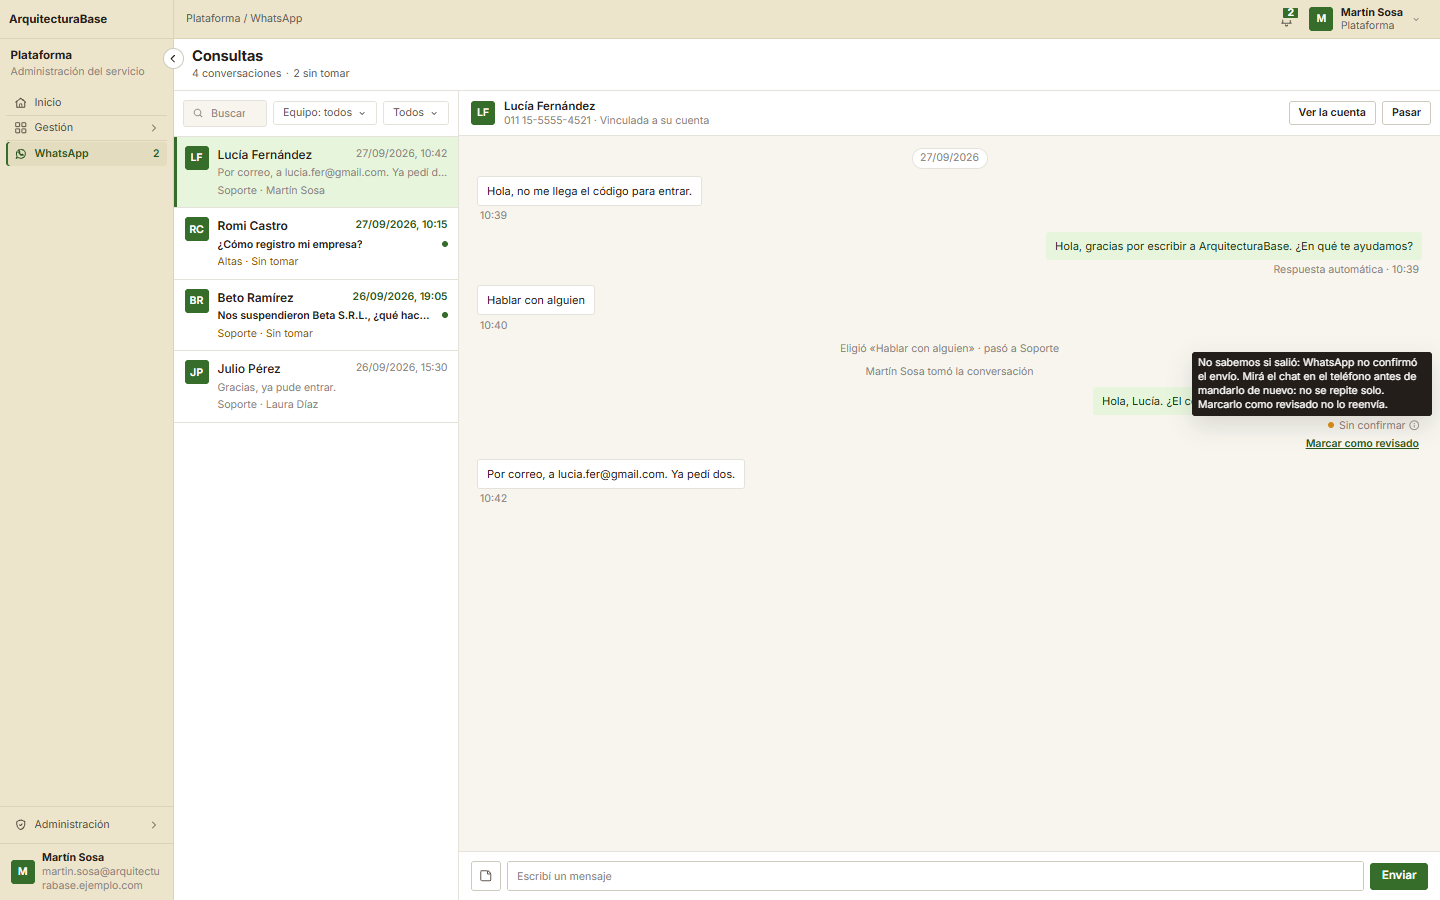 ArquitecturaBase
Plataforma / WhatsApp
2
M
Martín Sosa
Plataforma
Plataforma
Administración del servicio
Inicio
Gestión
WhatsApp
2
Administración
M
Martín Sosa
martin.sosa@arquitectu
rabase.ejemplo.com
Consultas
4 conversaciones · 2 sin tomar
Buscar
Equipo: todos
Todos
LF
Lucía Fernández
27/09/2026, 10:42
Por correo, a lucia.fer@gmail.com. Ya pedí d...
Soporte · Martín Sosa
RC
Romi Castro
27/09/2026, 10:15
¿Cómo registro mi empresa?
Altas · Sin tomar
BR
Beto Ramírez
26/09/2026, 19:05
Nos suspendieron Beta S.R.L., ¿qué hac...
Soporte · Sin tomar
JP
Julio Pérez
26/09/2026, 15:30
Gracias, ya pude entrar.
Soporte · Laura Díaz
LF
Lucía Fernández
011 15-5555-4521 · Vinculada a su cuenta
Ver la cuenta
Pasar
27/09/2026
Hola, no me llega el código para entrar.
10:39
Hola, gracias por escribir a ArquitecturaBase. ¿En qué te ayudamos?
Respuesta automática · 10:39
Hablar con alguien
10:40
Eligió «Hablar con alguien» · pasó a Soporte
Martín Sosa tomó la conversación
No sabemos si salió: WhatsApp no confirmó
el envío. Mirá el chat en el teléfono antes de
mandarlo de nuevo: no se repite solo.
Marcarlo como revisado no lo reenvía.
Hola, Lucía. ¿El
Sin confirmar
Marcar como revisado
Por correo, a lucia.fer@gmail.com. Ya pedí dos.
10:42
Escribí un mensaje
Enviar